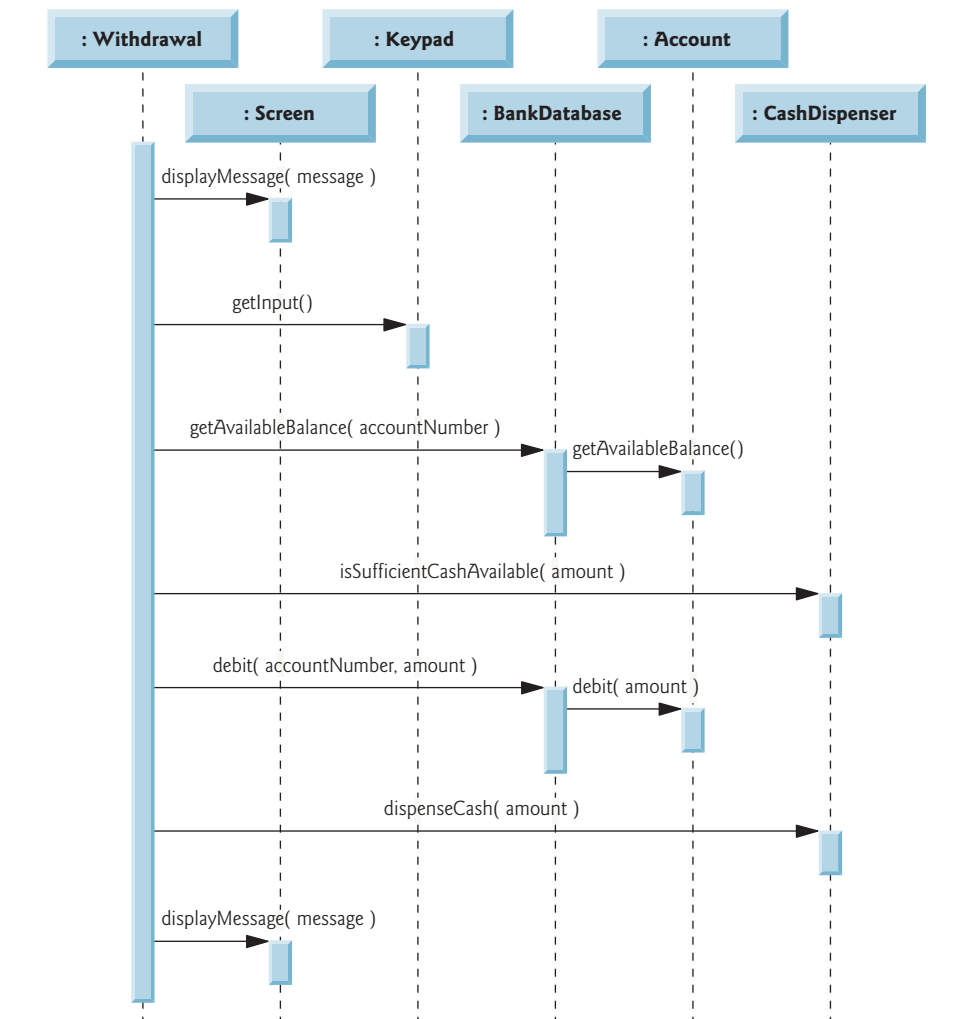 : Withdrawal
: Keypad
: Account
: Screen
: BankDatabase
: CashDispenser
displayMessage( message )
getInput()
getAvailableBalance( accountNumber )
getAvailableBalance()
isSufficientCashAvailable( amount )
debit( accountNumber, amount )
debit( amount )
dispenseCash( amount )
displayMessage( message )